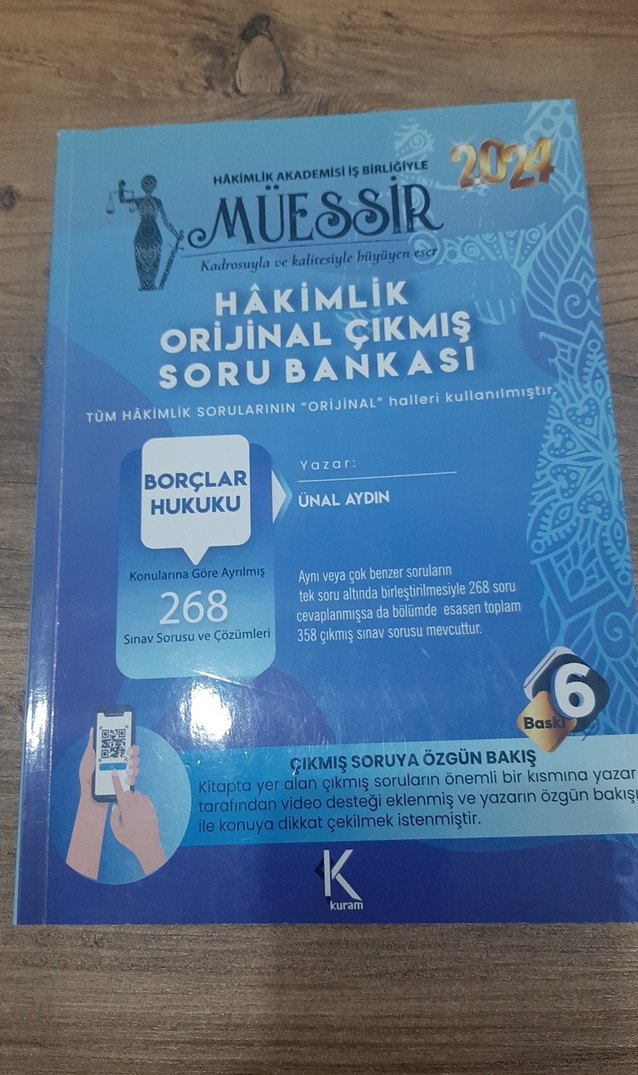 HÂKİMLİK AKADEMİSİ İŞ BİRLİĞİYLE
2024
MÜESSİR
Kadrosuyla ve kalitesiyle büyüyen eser
HÂKİMLİK
ORİJİNAL ÇIKMIŞ
SORU BANKASI
TÜM HÂKİMLİK SORULARININ "ORİJİNAL" halleri kullanılmıştır.
BORÇLAR
HUKUKU
Konularına Göre Ayrılmış
268
Sınav Sorusu ve Çözümleri
Yazar:
ÜNAL AYDIN
Aynı veya çok benzer soruların
tek soru altında birleştirilmesiyle 268 soru
cevaplanmışsa da bölümde esasen toplam
358 çıkmış sınav sorusu mevcuttur.
6
Baskı
ÇIKMIŞ SORUYA ÖZGÜN BAKIŞ
Kitapta yer alan çıkmış soruların önemli bir kısmına yazar
tarafından video desteği eklenmiş ve yazarın özgün bakışı
ile konuya dikkat çekilmek istenmiştir.
K
kuram